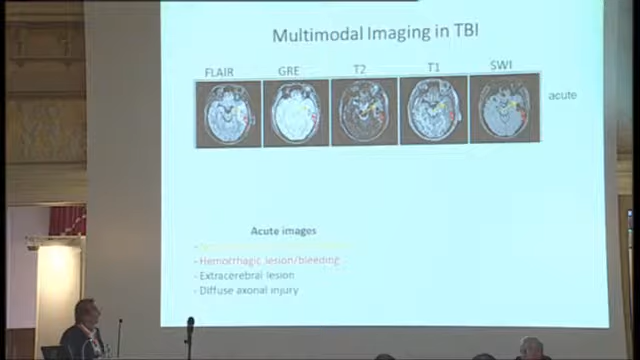 Multimodal Imaging in TBI
FLAIR GRE T2 T1 SWI
acute
Acute images
- Hemorrhagic lesion/bleeding
- Extracerebral lesion
- Diffuse axonal injury